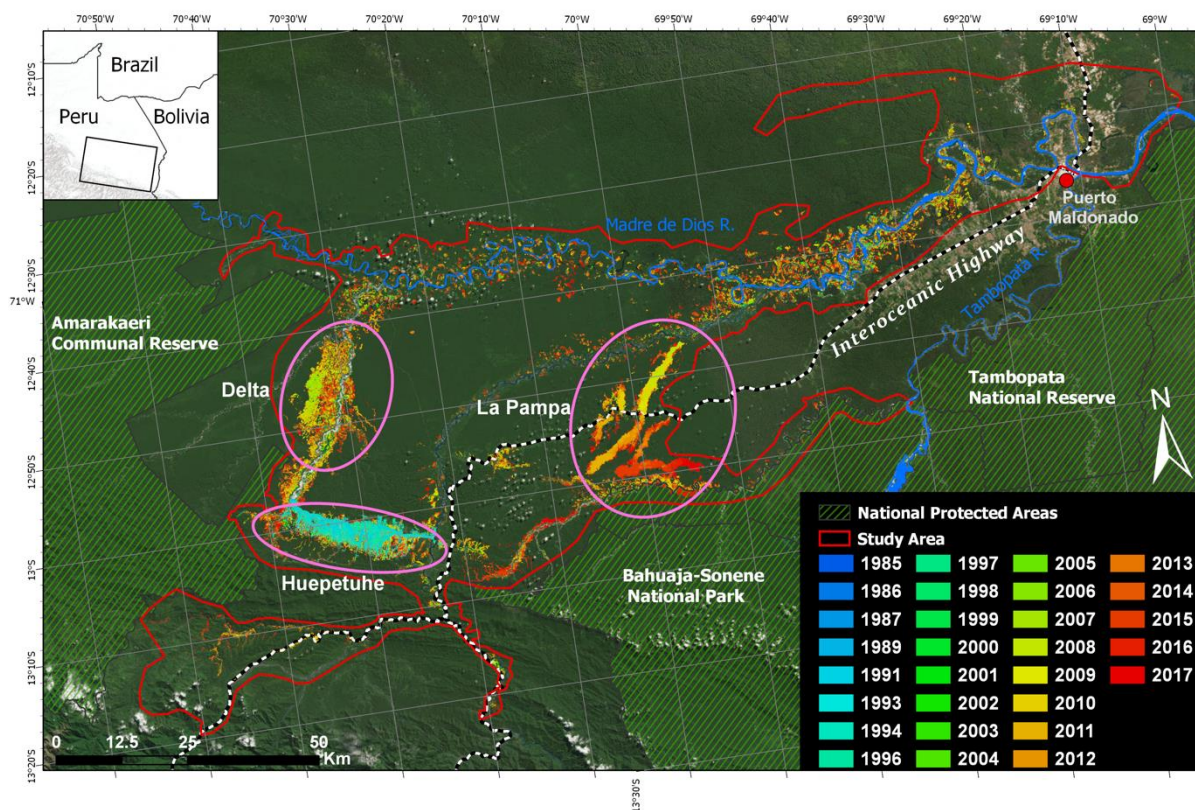 70°50'W
70°40'W
70°30'W
70°20'W
70°10'W
70°W
69°50'W
69°40'W
69°30'W
69°20'W
69°10'W
69°W
Brazil
Peru
Bolivia
12°10'S
12°20'S
12°30'S
71°W
12°40'S
12°50'S
13°S
13°10'S
13°20'S
13°30'S
Madre de Dios R.
Puerto
Maldonado
Interoceanic Highway
Tambopata R.
Amarakaeri
Communal Reserve
Delta
La Pampa
Tambopata
National Reserve
N
Huepetuhe
Bahuaja-Sonene
National Park
0 12.5 25 50
Km
National Protected Areas
Study Area
1985
1986
1987
1989
1991
1993
1994
1996
1997
1998
1999
2000
2001
2002
2003
2004
2005
2006
2007
2008
2009
2010
2011
2012
2013
2014
2015
2016
2017